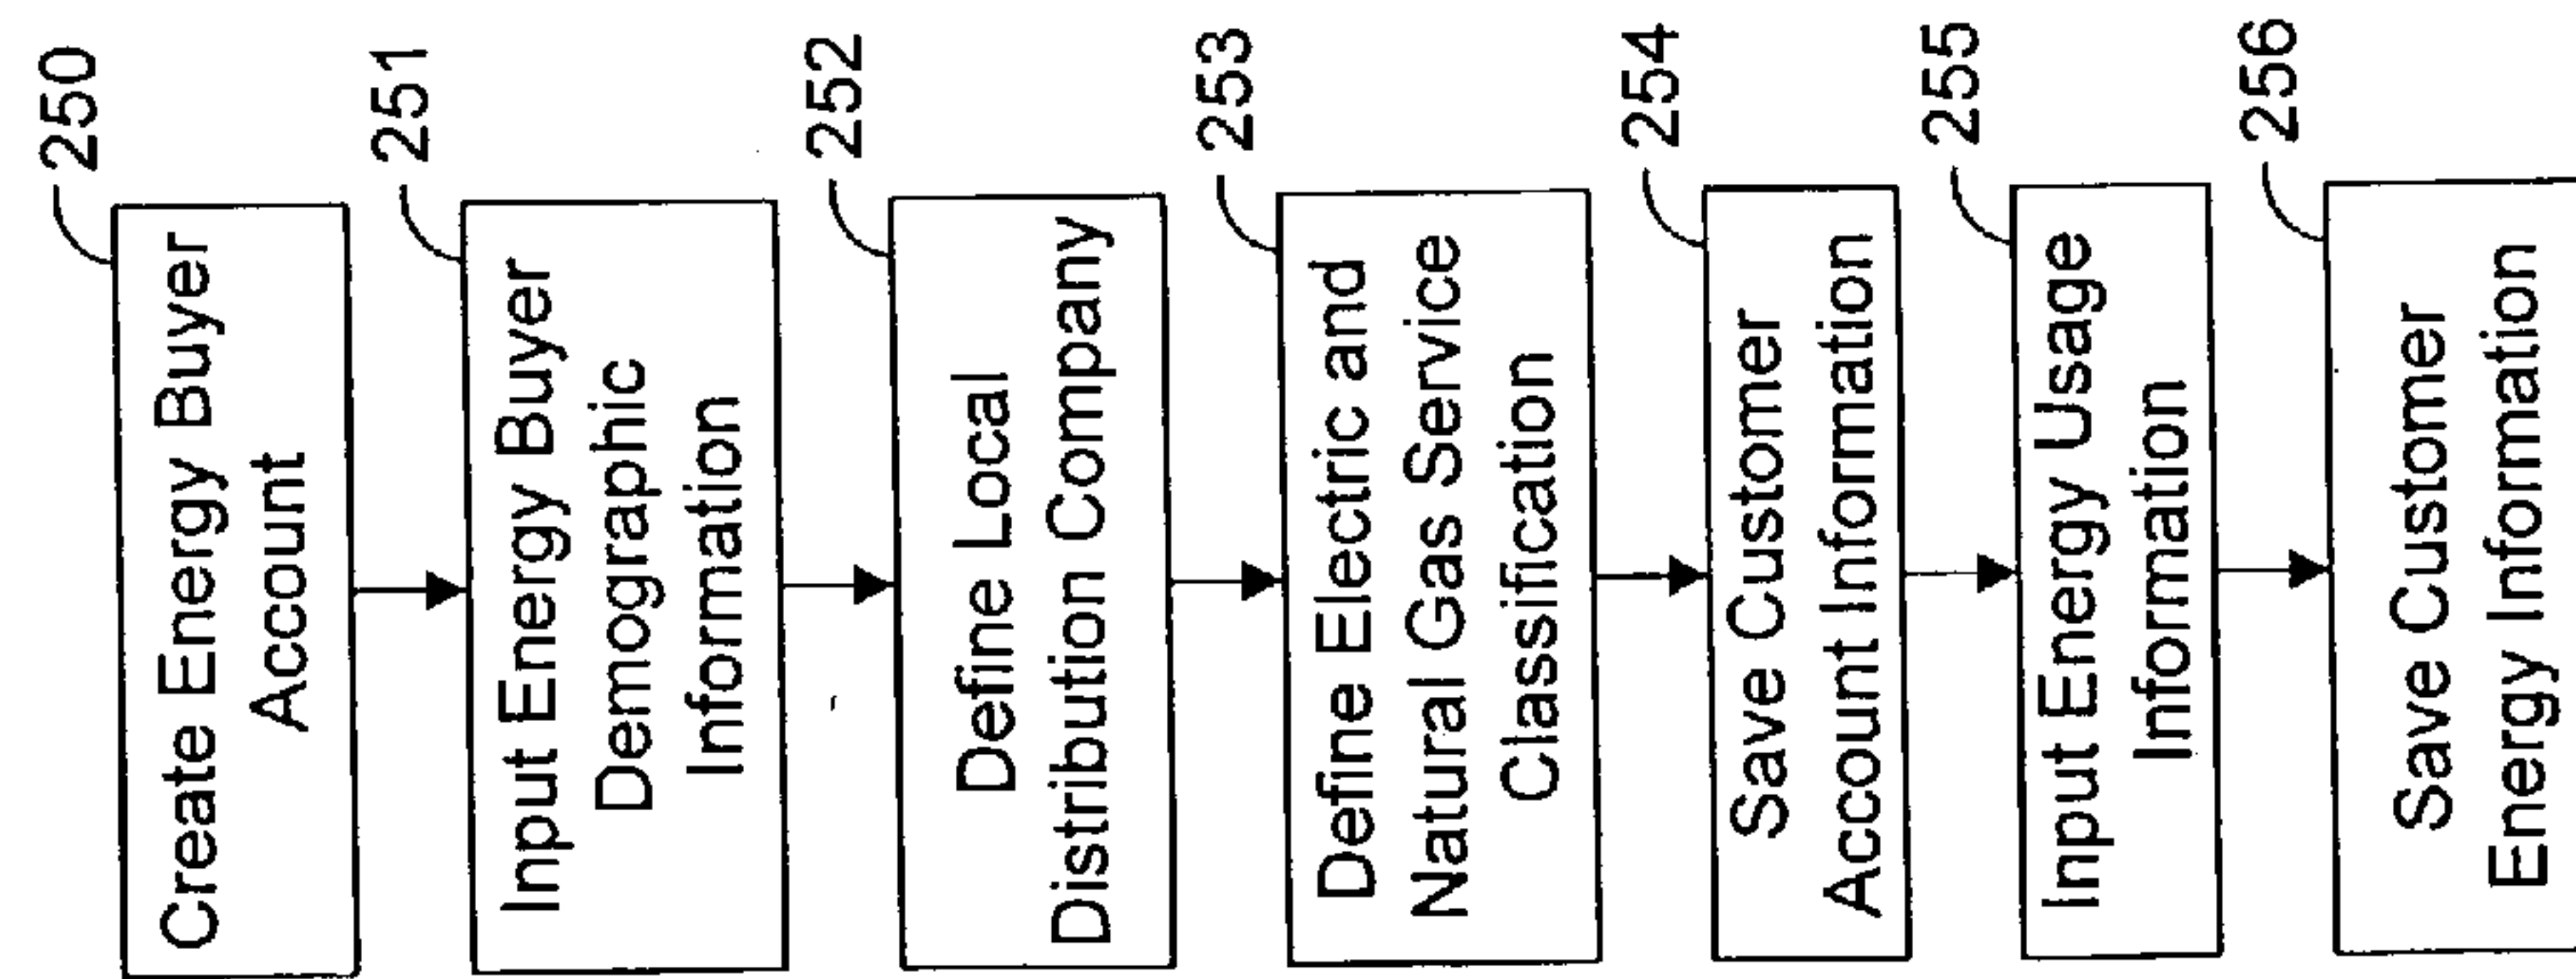 250
Create Energy Buyer
Account
251
Input Energy Buyer
Demographic
Information
252
Define Local
Distribution Company
253
Define Electric and
Natural Gas Service
Classification
254
Save Customer
Account Information
255
Input Energy Usage
Information
256
Save Customer
Energy Information